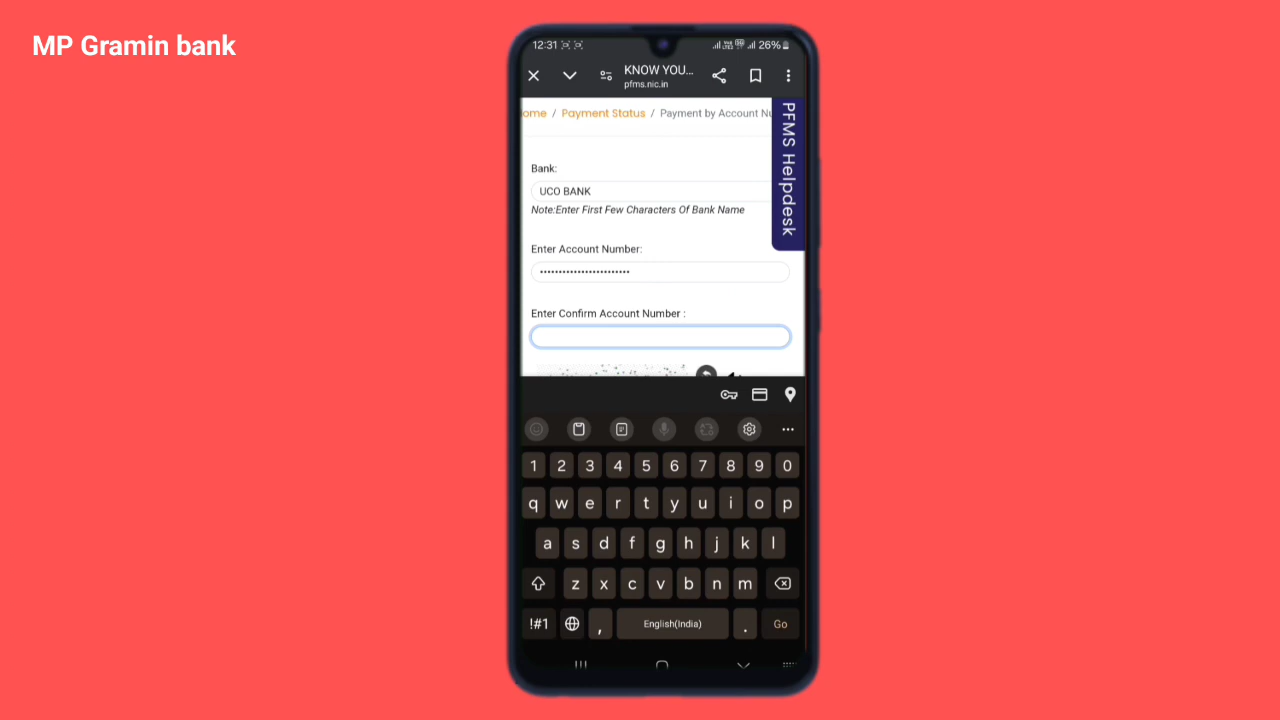 MP Gramin bank
12:31 26%
KNOW YOU...
pfms.nic.in
ome / Payment Status / Payment by Account Nu
PFMS Helpdesk
Bank:
UCO BANK
Note:Enter First Few Characters Of Bank Name
Enter Account Number:
••••••••••••••••••••••••
Enter Confirm Account Number :
1 2 3 4 5 6 7 8 9 0
q w e r t y u i o p
a s d f g h j k l
z x c v b n m
!#1 , English(India) . Go